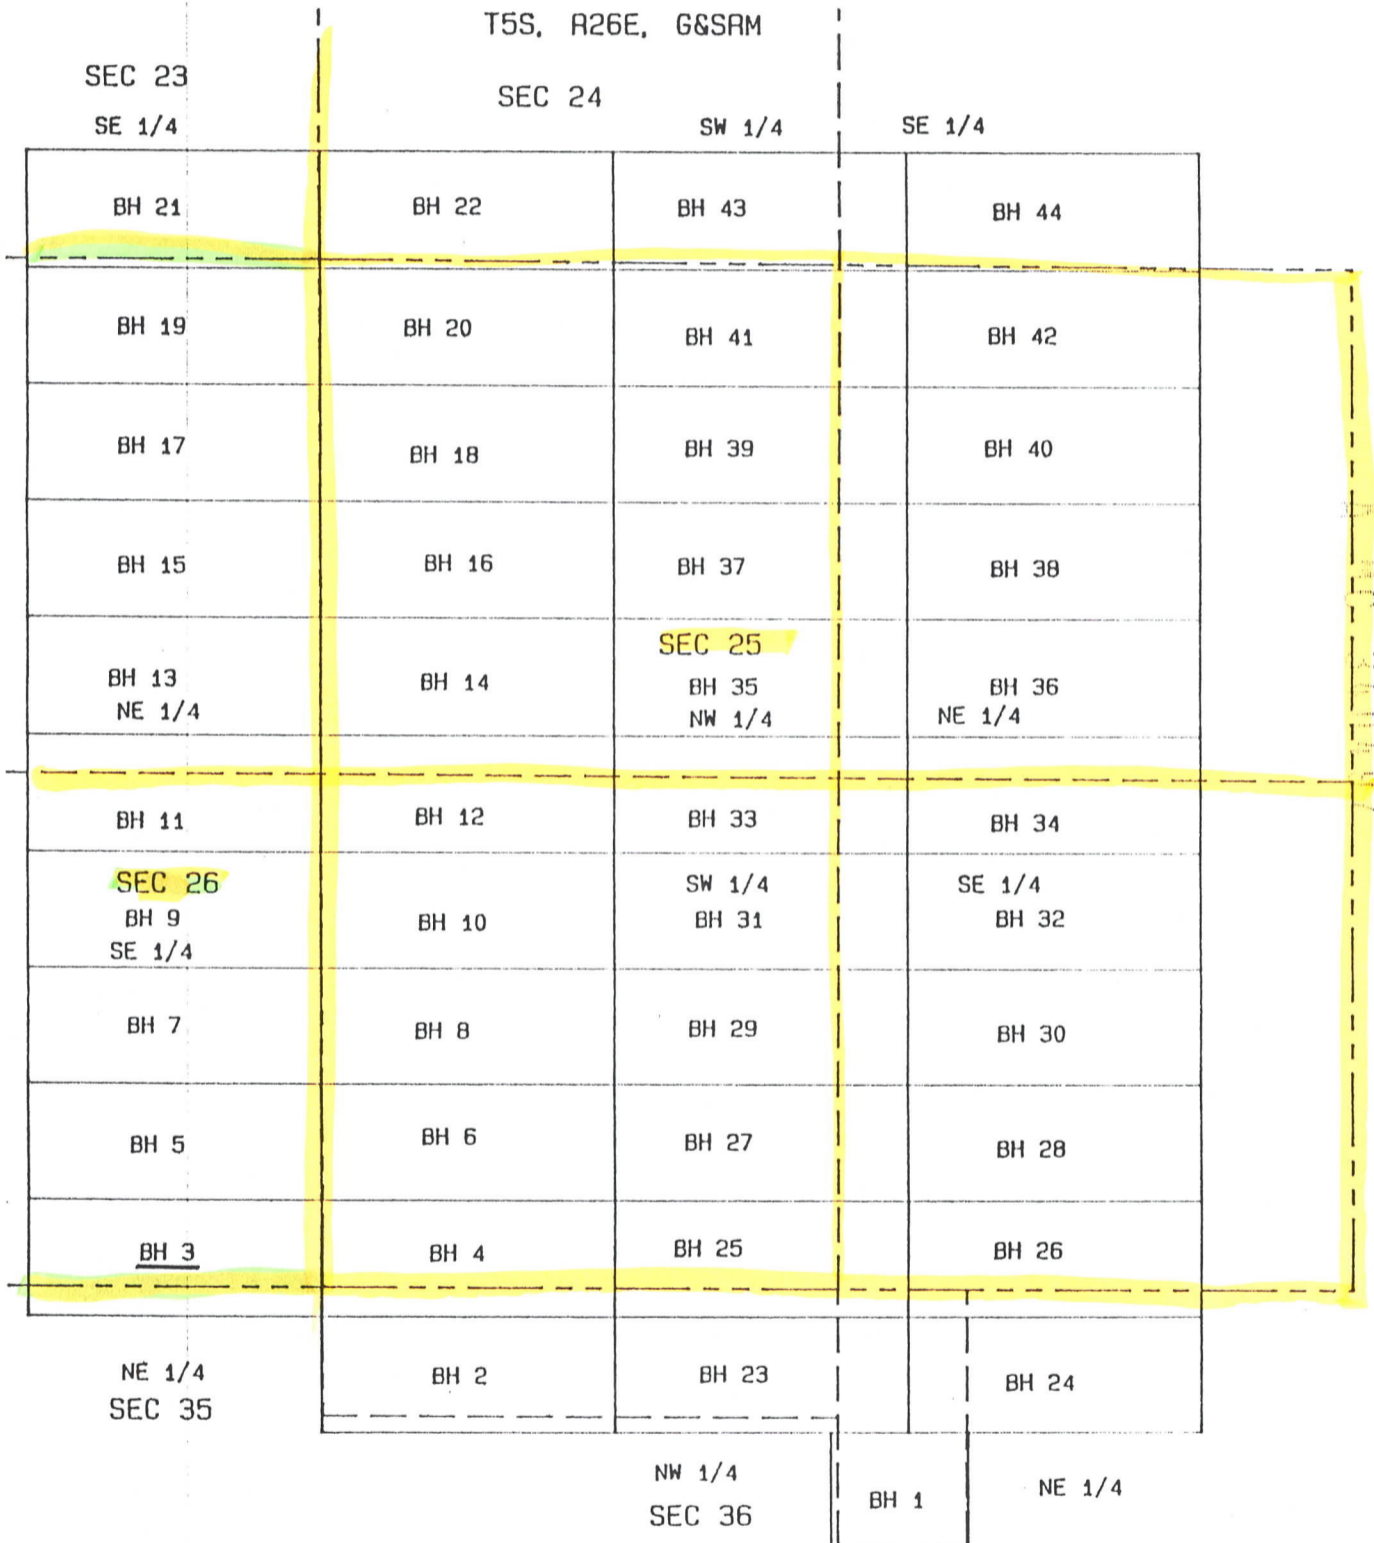 T5S, R26E, G&SRM
SEC 23
SEC 24
SE 1/4 SW 1/4 SE 1/4
BH 21 BH 22 BH 43 BH 44
BH 19 BH 20 BH 41 BH 42
BH 17 BH 18 BH 39 BH 40
BH 15 BH 16 BH 37 BH 38
SEC 25
BH 13 BH 14 BH 35 BH 36
NE 1/4 NW 1/4 NE 1/4
BH 11 BH 12 BH 33 BH 34
SEC 26 SW 1/4 SE 1/4
BH 9 BH 10 BH 31 BH 32
SE 1/4
BH 7 BH 8 BH 29 BH 30
BH 5 BH 6 BH 27 BH 28
BH 3 BH 4 BH 25 BH 26
NE 1/4 BH 2 BH 23 BH 24
SEC 35
NW 1/4 BH 1 NE 1/4
SEC 36